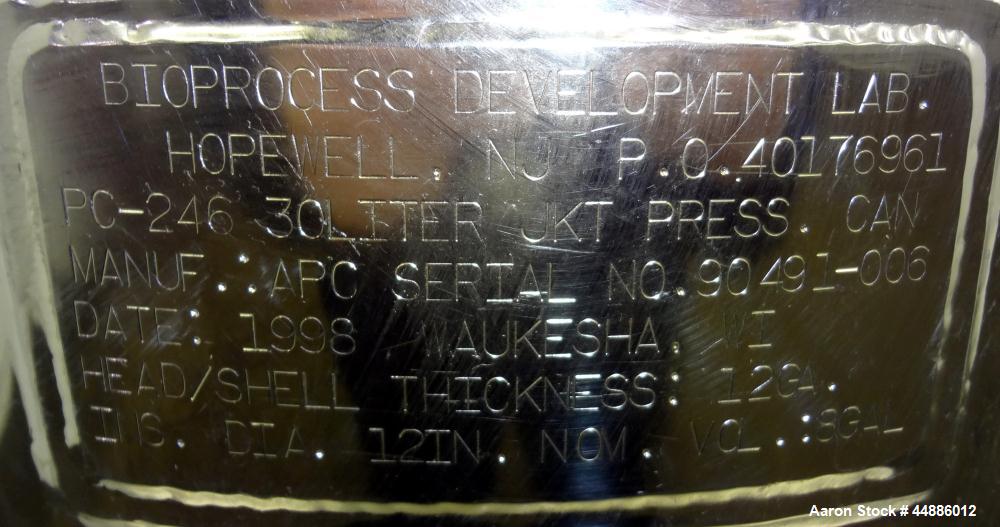 BIOPROCESS DEVELOPMENT LAB.
HOPEWELL. NJ P.O.40176961
PC-246 30LITER JKT PRESS. CAN
MANUF.:APC SERIAL NO.90491-006
DATE: 1998 WAUKESHA, WI
HEAD/SHELL THICKNESS: 12GA.
INS. DIA. 12IN. NOM. VOL.:8GAL
Aaron Stock # 44886012